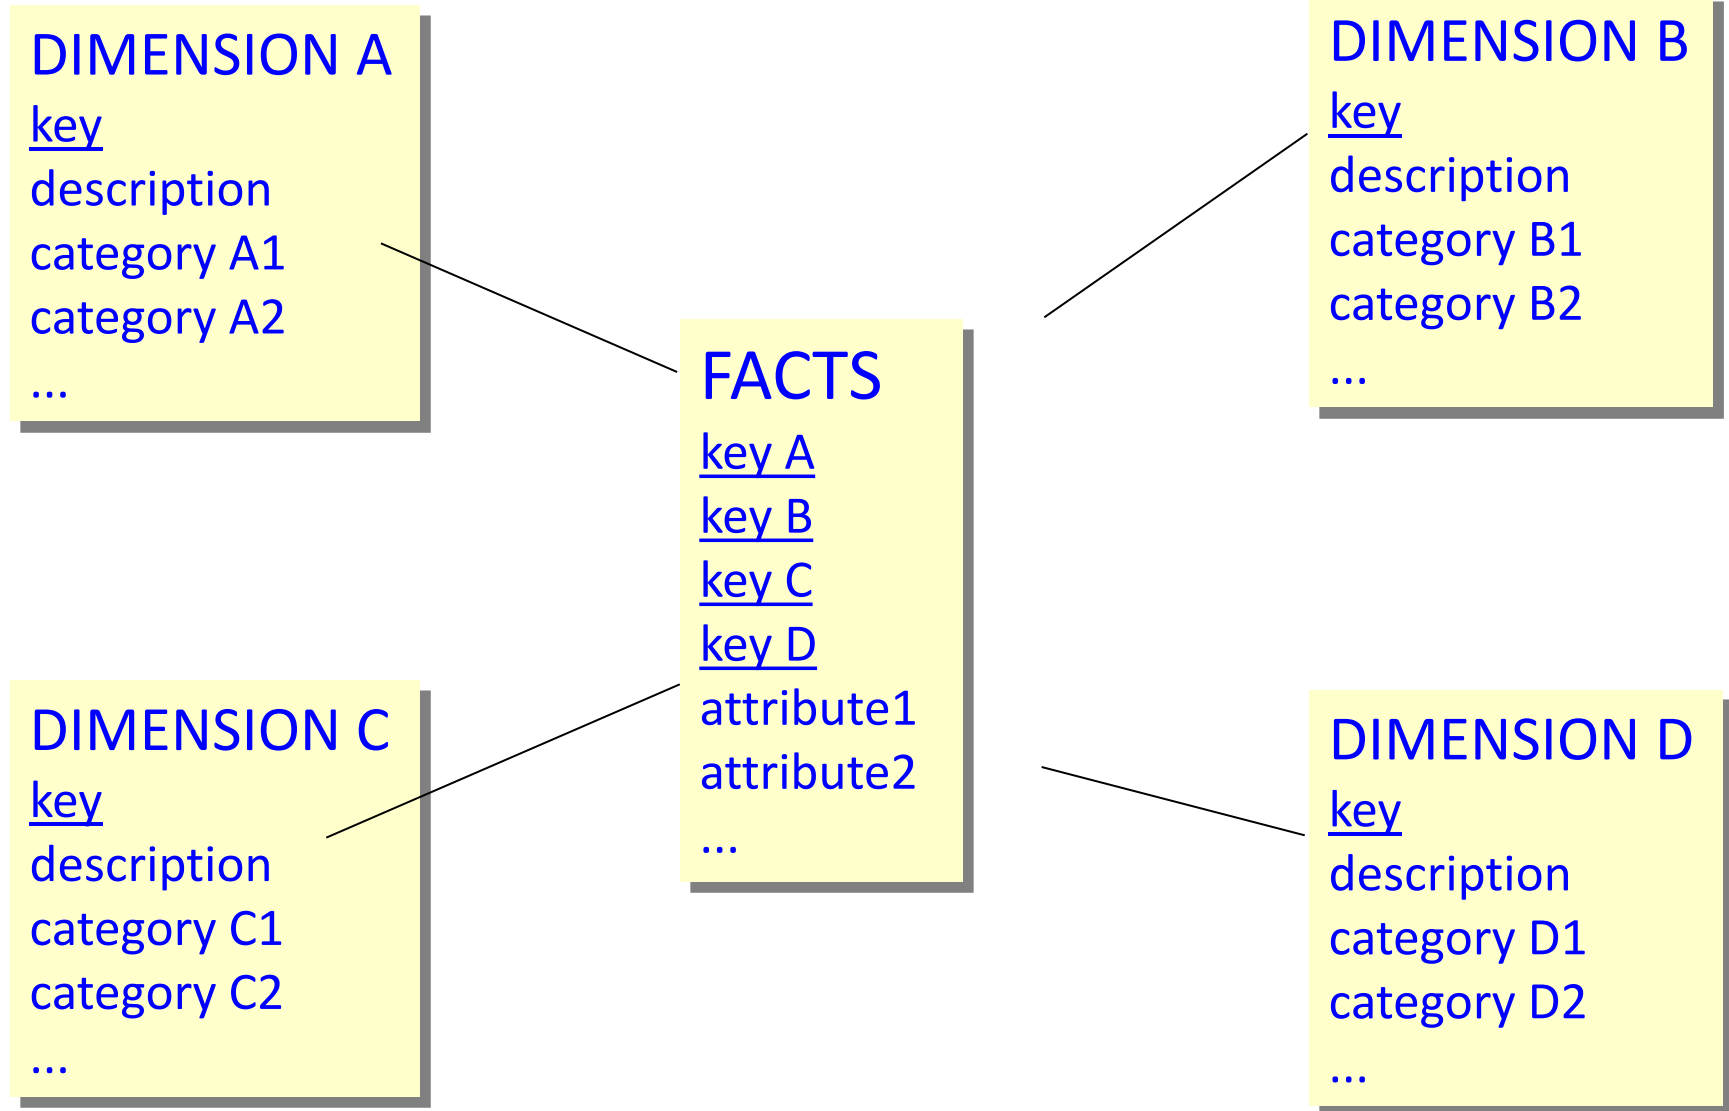 DIMENSION A
key
description
category A1
category A2
...
DIMENSION B
key
description
category B1
category B2
...
FACTS
key A
key B
key C
key D
attribute1
attribute2
...
DIMENSION C
key
description
category C1
category C2
...
DIMENSION D
key
description
category D1
category D2
...